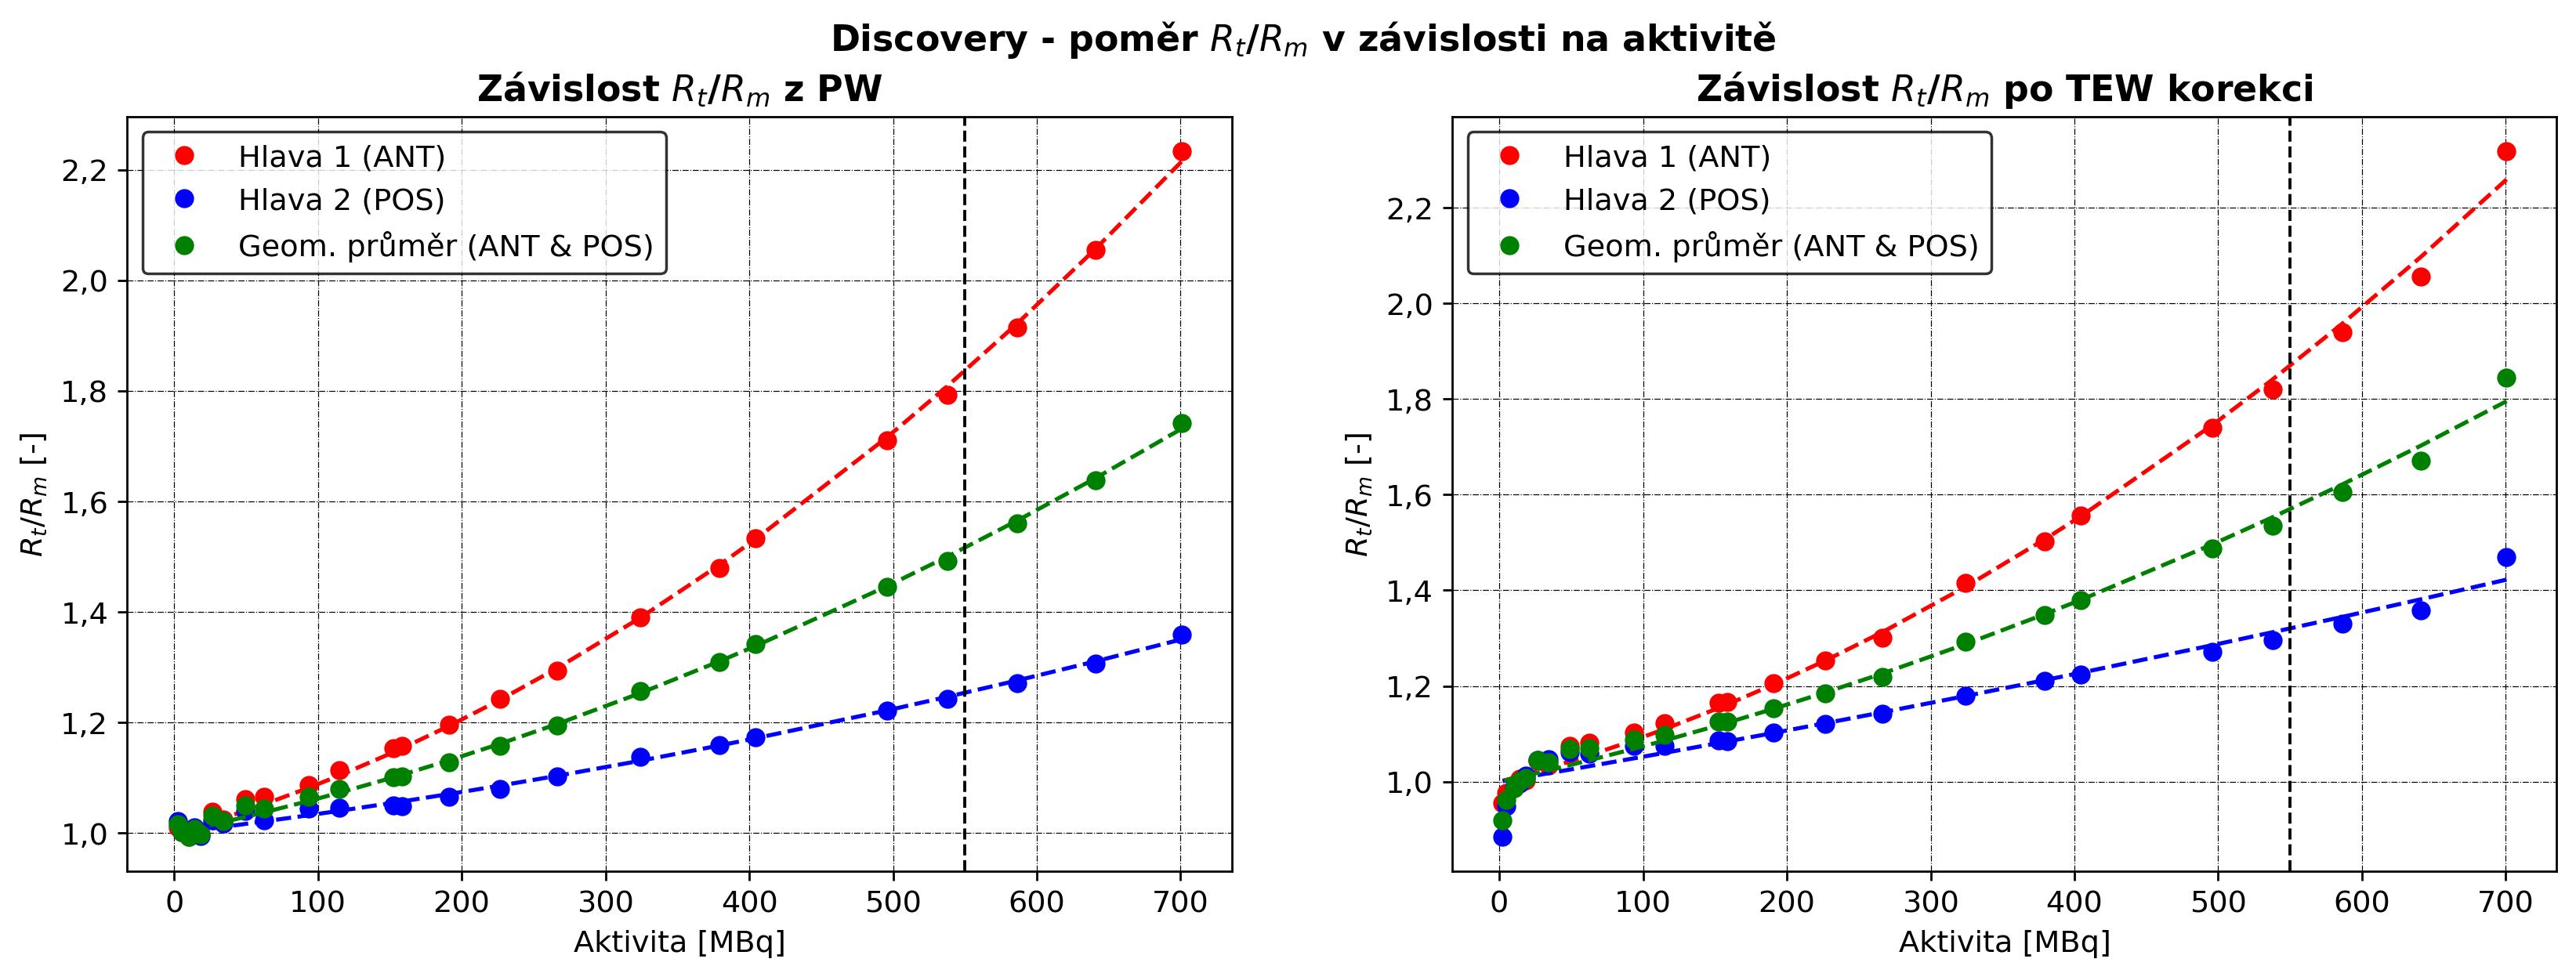 Discovery - poměr Rt/Rm v závislosti na aktivitě
Závislost Rt/Rm z PW
Hlava 1 (ANT)
Hlava 2 (POS)
Geom. průměr (ANT & POS)
2,2
2,0
1,8
1,6
1,4
1,2
1,0
Rt/Rm [-]
0 100 200 300 400 500 600 700
Aktivita [MBq]
Závislost Rt/Rm po TEW korekci
Hlava 1 (ANT)
Hlava 2 (POS)
Geom. průměr (ANT & POS)
2,2
2,0
1,8
1,6
1,4
1,2
1,0
Rt/Rm [-]
0 100 200 300 400 500 600 700
Aktivita [MBq]